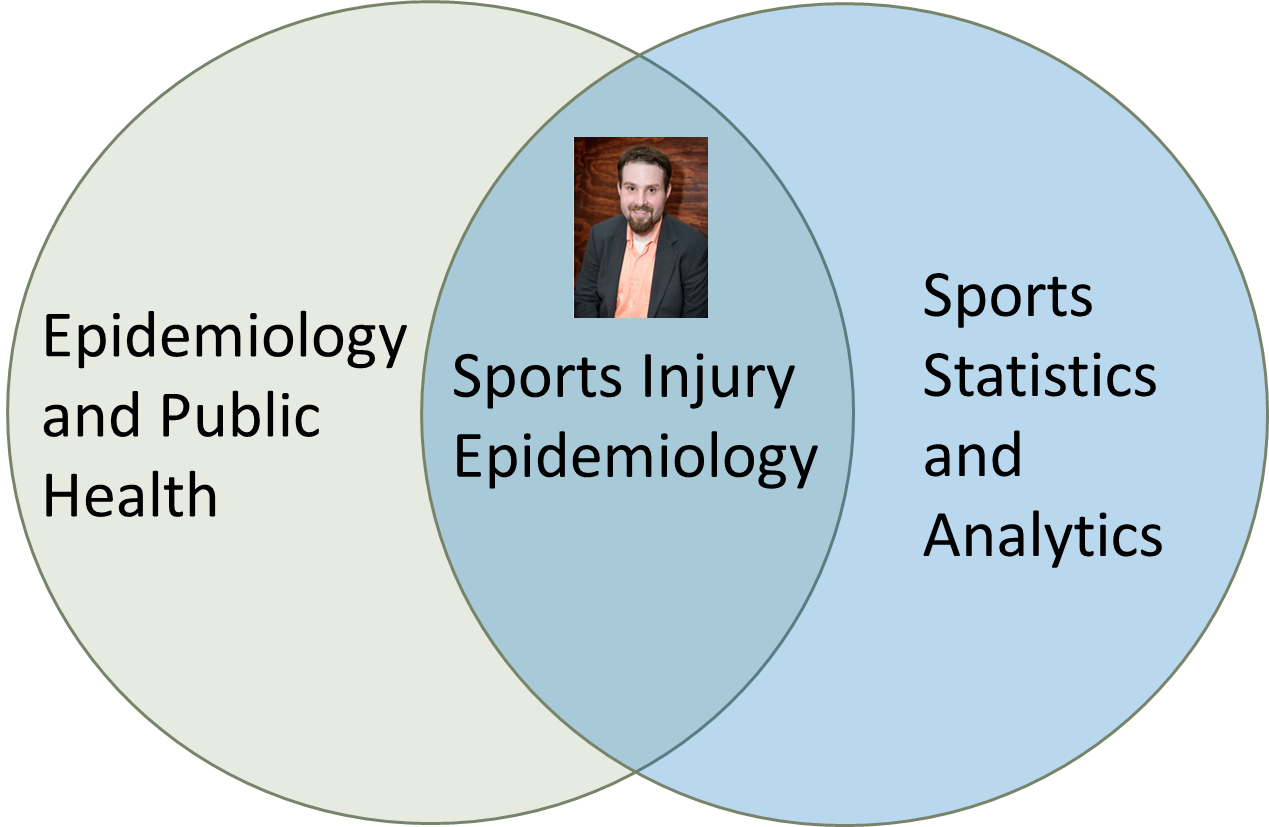 Epidemiology
and Public
Health
Sports Injury
Epidemiology
Sports
Statistics
and
Analytics